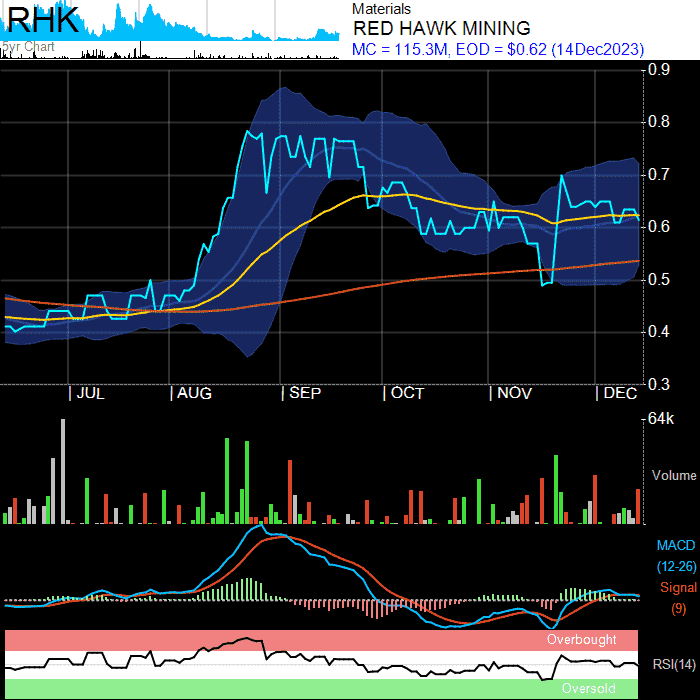 RHK
5yr Chart
Materials
RED HAWK MINING
MC = 115.3M, EOD = $0.62 (14Dec2023)
0.9
0.8
0.7
0.6
0.5
0.4
0.3
JUL AUG SEP OCT NOV DEC
64k
Volume
MACD
(12-26)
Signal
(9)
Overbought
RSI(14)
Oversold